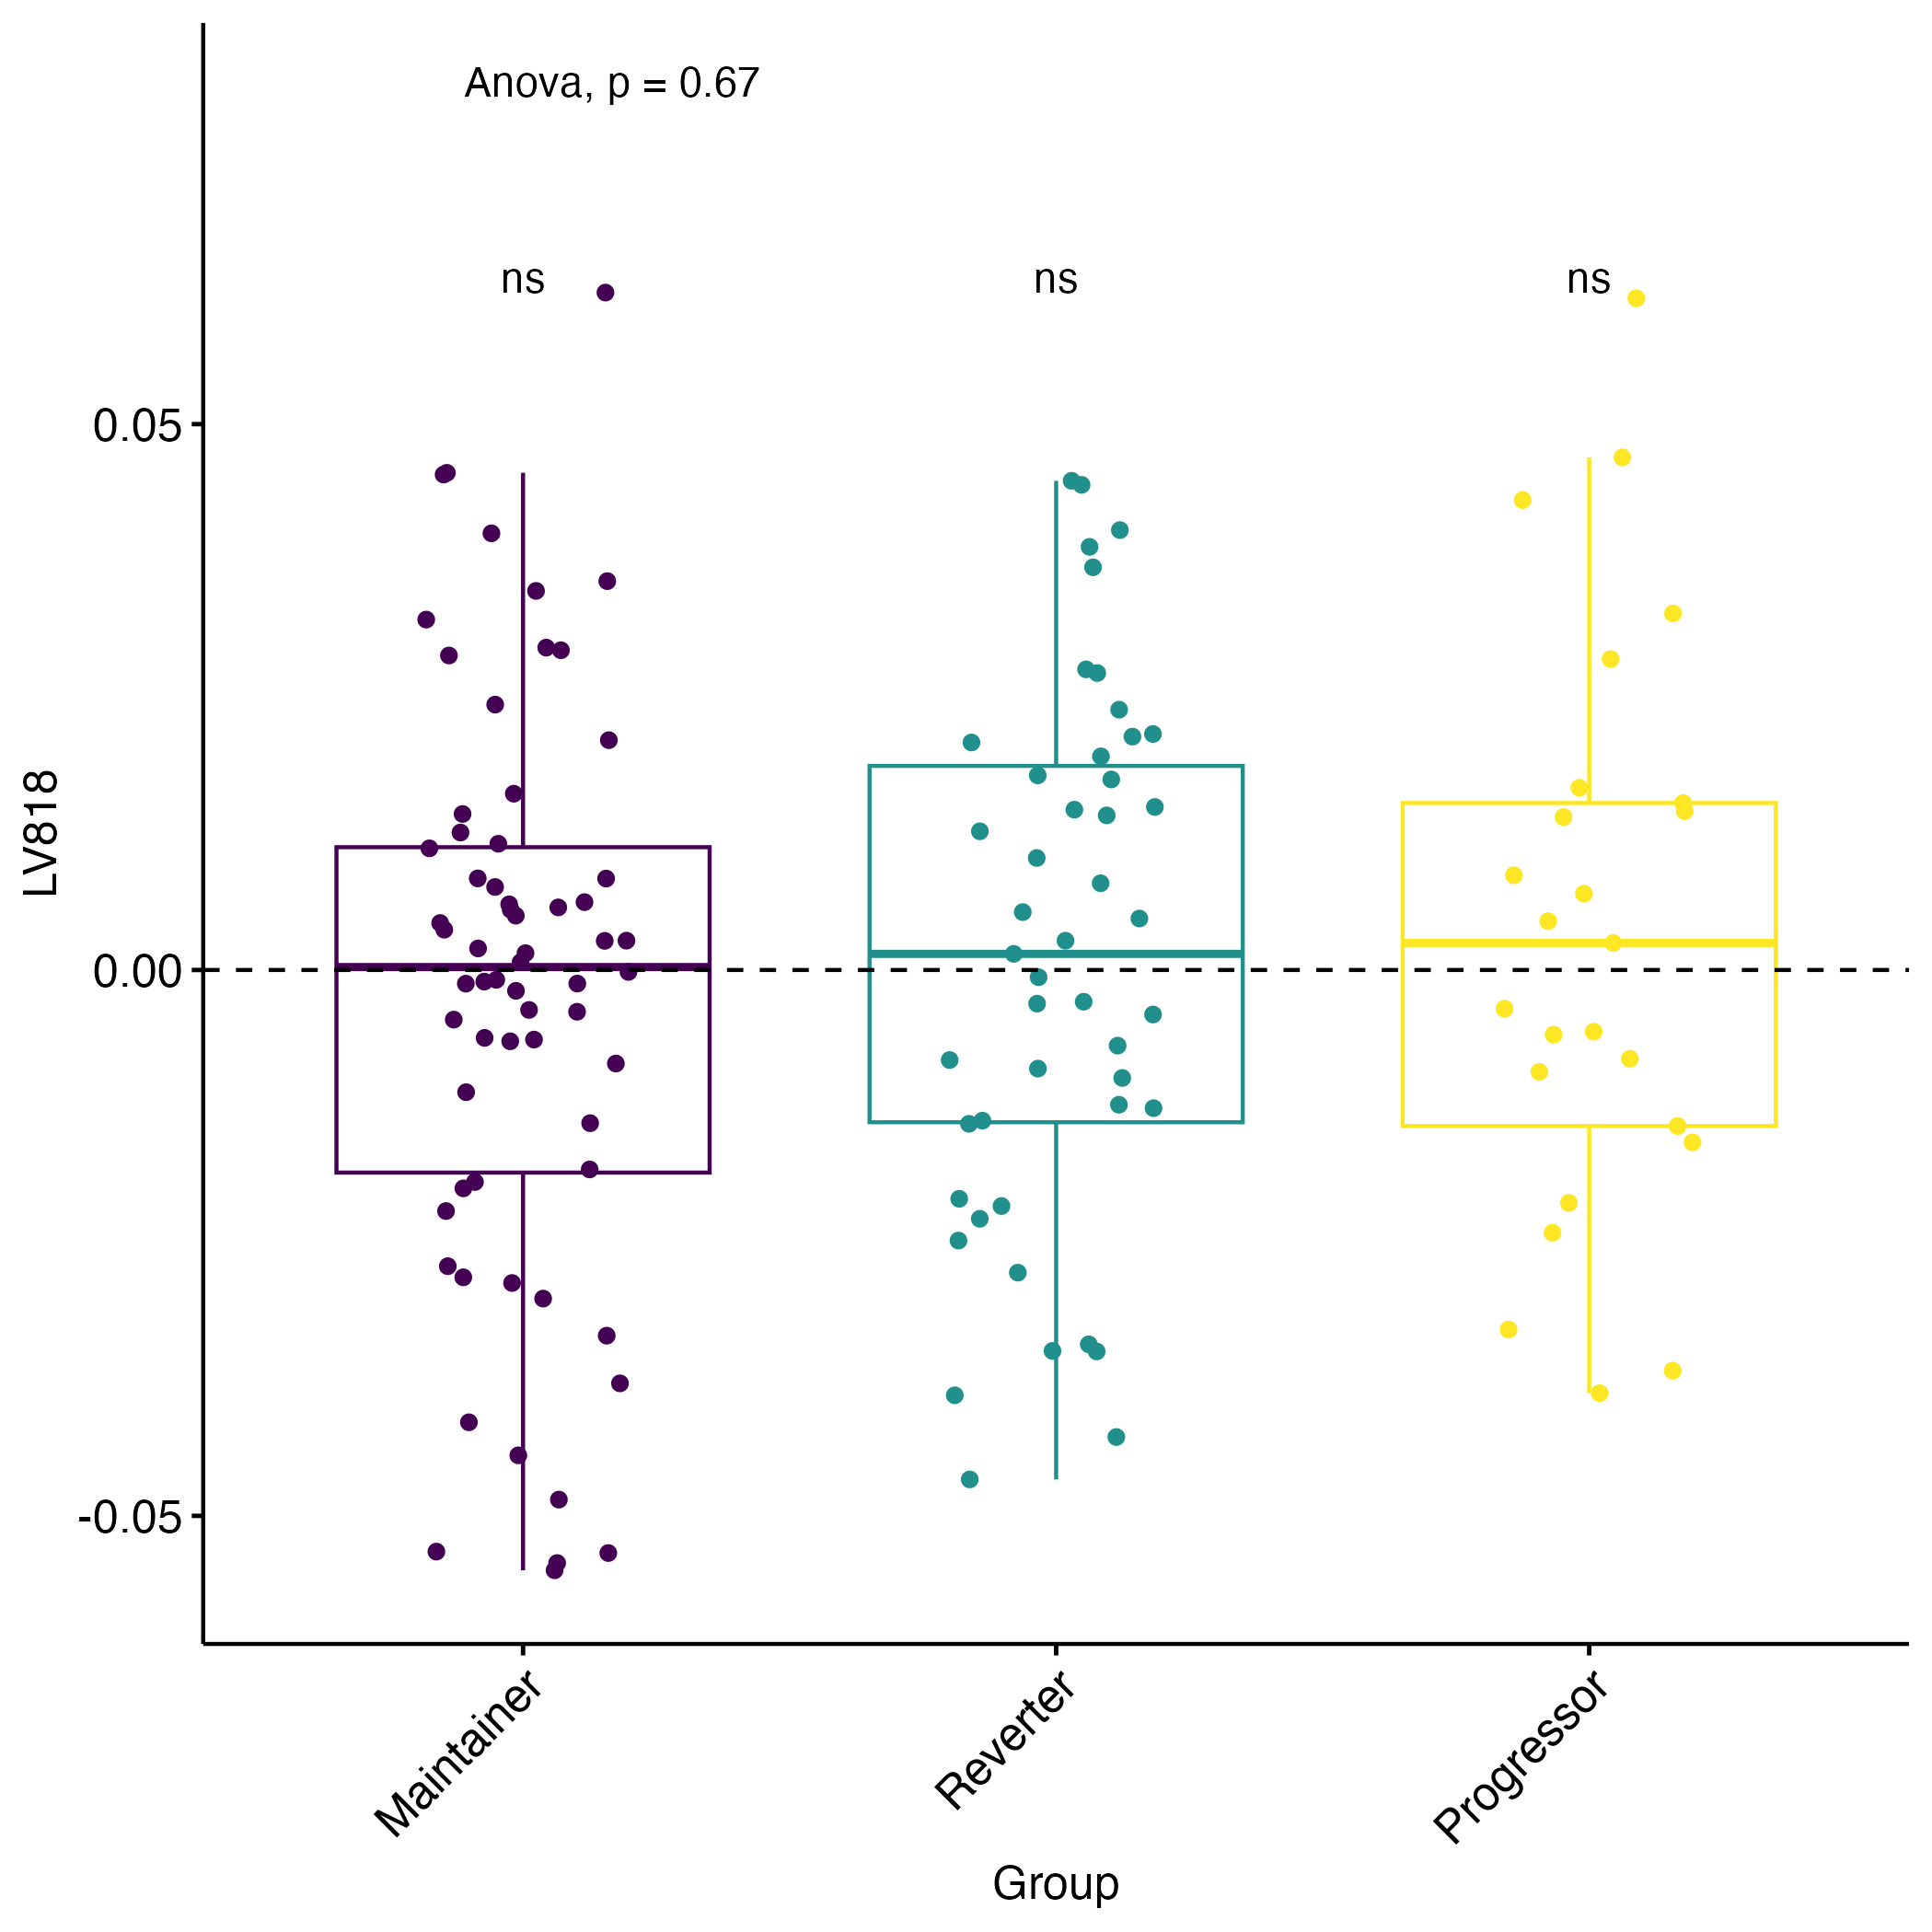 Anova, p = 0.67
ns ns ns
0.05
0.00
-0.05
LV818
Maintainer
Reverter
Progressor
Group